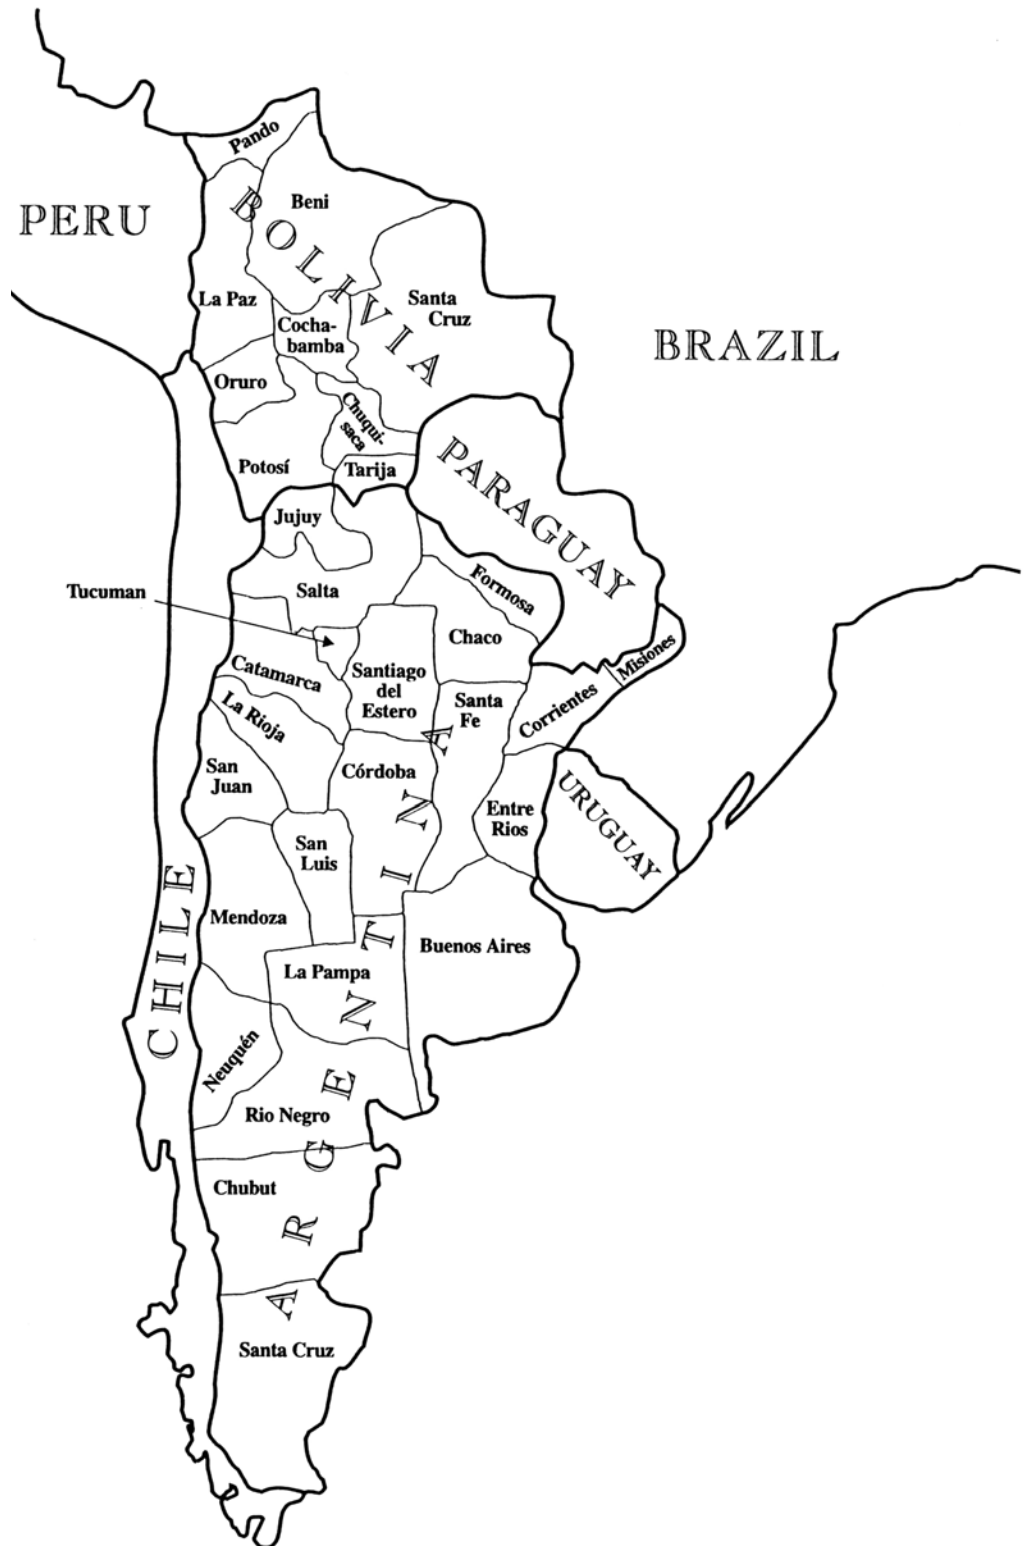 Pando
PERU
BOLIVIA
Beni
La Paz
Santa
Cruz
Cocha-
bamba
BRAZIL
Oruro
Chuqui-
saca
Potosí
Tarija
PARAGUAY
Jujuy
Tucuman
Salta
Formosa
Chaco
Misiones
Catamarca
Santiago
del
Estero
Santa
Fe
Corrientes
La Rioja
San
Juan
Córdoba
Entre
Rios
URUGUAY
San
Luis
CHILE
Mendoza
Buenos Aires
La Pampa
ARGENTINA
Neuquén
Rio Negro
Chubut
Santa Cruz